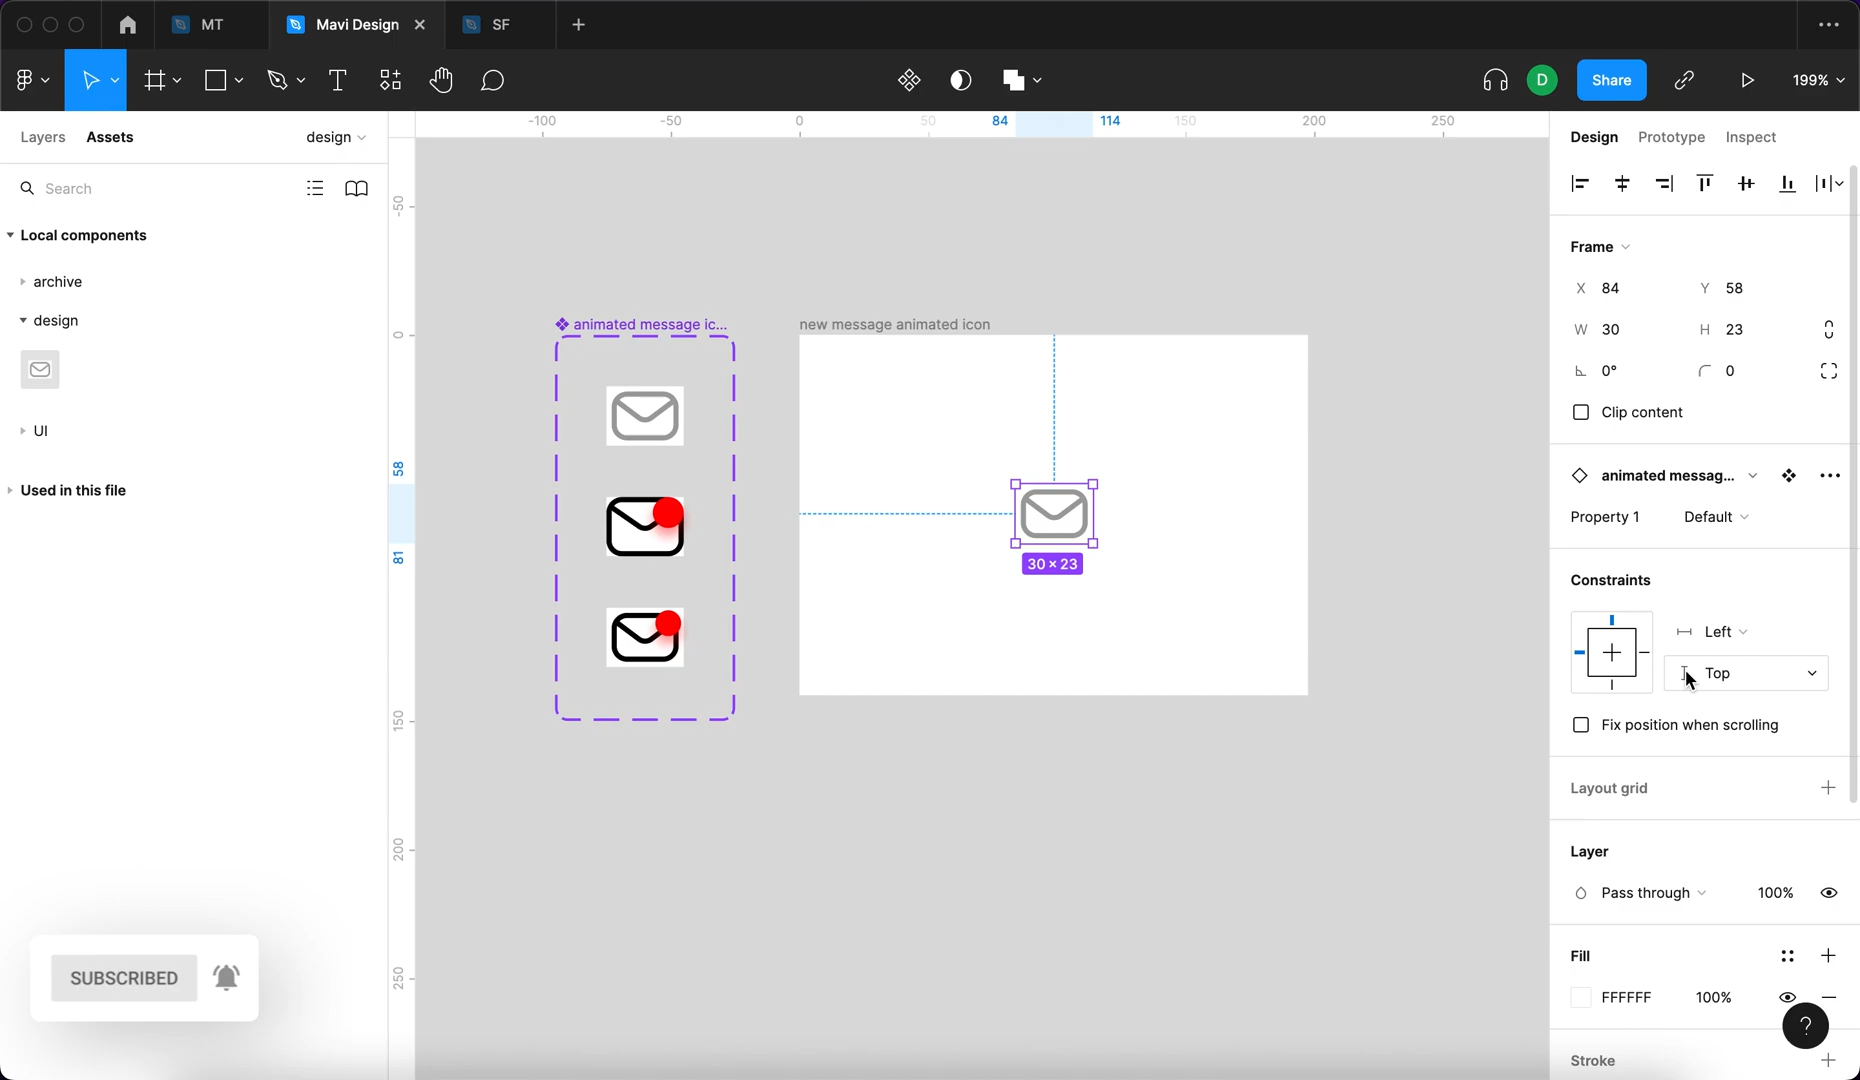 MT
Mavi Design
SF
Share
D
199%
Layers
Assets
design
Search
Local components
archive
design
UI
Used in this file
-100
-50
0
50
84
114
150
200
250
-50
0
58
81
150
200
250
animated message ic...
new message animated icon
30 × 23
Design
Prototype
Inspect
Frame
X 84
Y 58
W 30
H 23
0°
0
Clip content
animated messag...
Property 1
Default
Constraints
Left
Top
Fix position when scrolling
Layout grid
Layer
Pass through
100%
Fill
FFFFFF
100%
Stroke
?
SUBSCRIBED